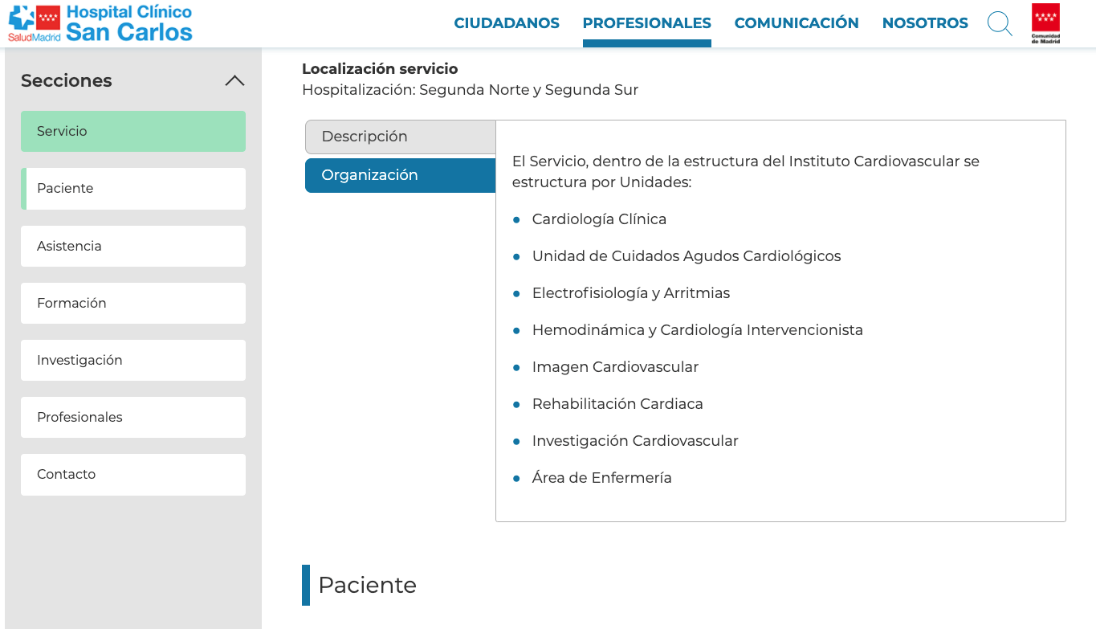 Hospital Clínico
San Carlos
SaludMadrid
CIUDADANOS
PROFESIONALES
COMUNICACIÓN
NOSOTROS
Comunidad
de Madrid
Secciones
Servicio
Paciente
Asistencia
Formación
Investigación
Profesionales
Contacto
Localización servicio
Hospitalización: Segunda Norte y Segunda Sur
Descripción
Organización
El Servicio, dentro de la estructura del Instituto Cardiovascular se
estructura por Unidades:
Cardiología Clínica
Unidad de Cuidados Agudos Cardiológicos
Electrofisiología y Arritmias
Hemodinámica y Cardiología Intervencionista
Imagen Cardiovascular
Rehabilitación Cardiaca
Investigación Cardiovascular
Área de Enfermería
Paciente